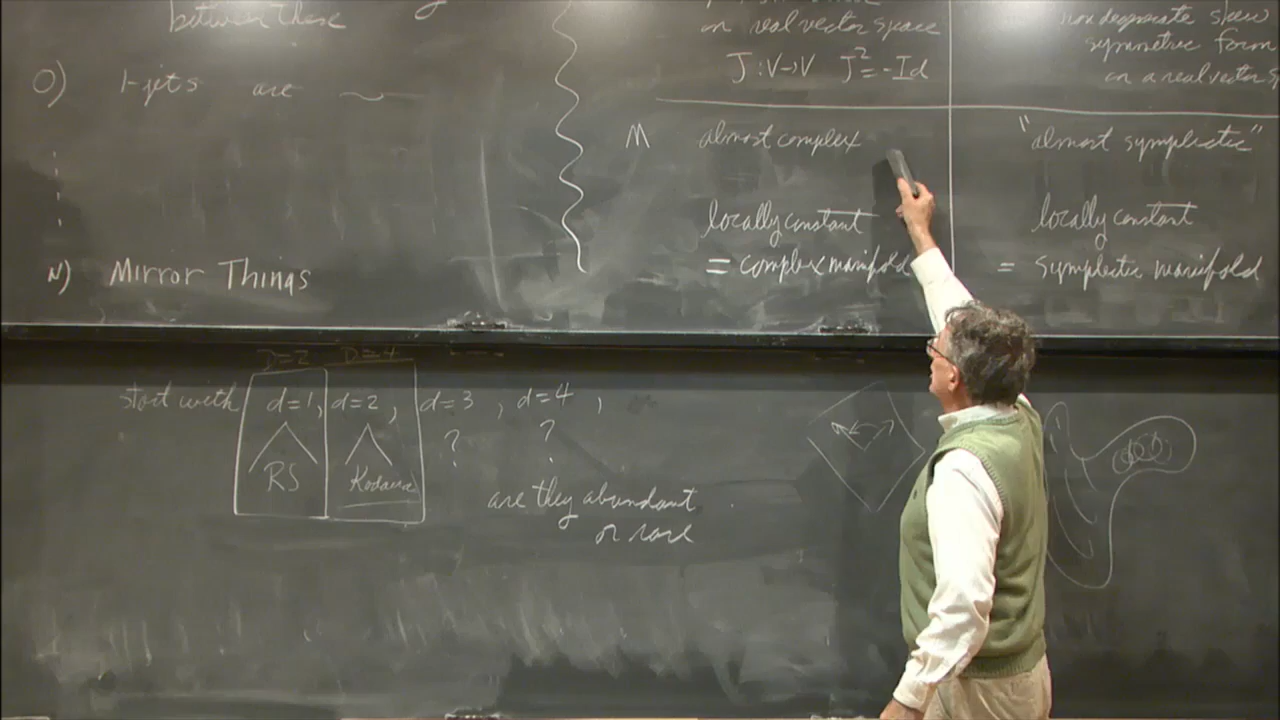 between these
0) 1-jets are
N) Mirror Things
on real vector space
J : V→V J²=-Id
non degenerate skew
symmetric form
on a real vector s
M almost complex
"almost symplectic"
locally constant
= complex manifold
locally constant
= symplectic manifold
D=2 D=4
start with d=1, d=2, d=3, d=4,
? ?
RS Kodaira
are they abundant
or rare